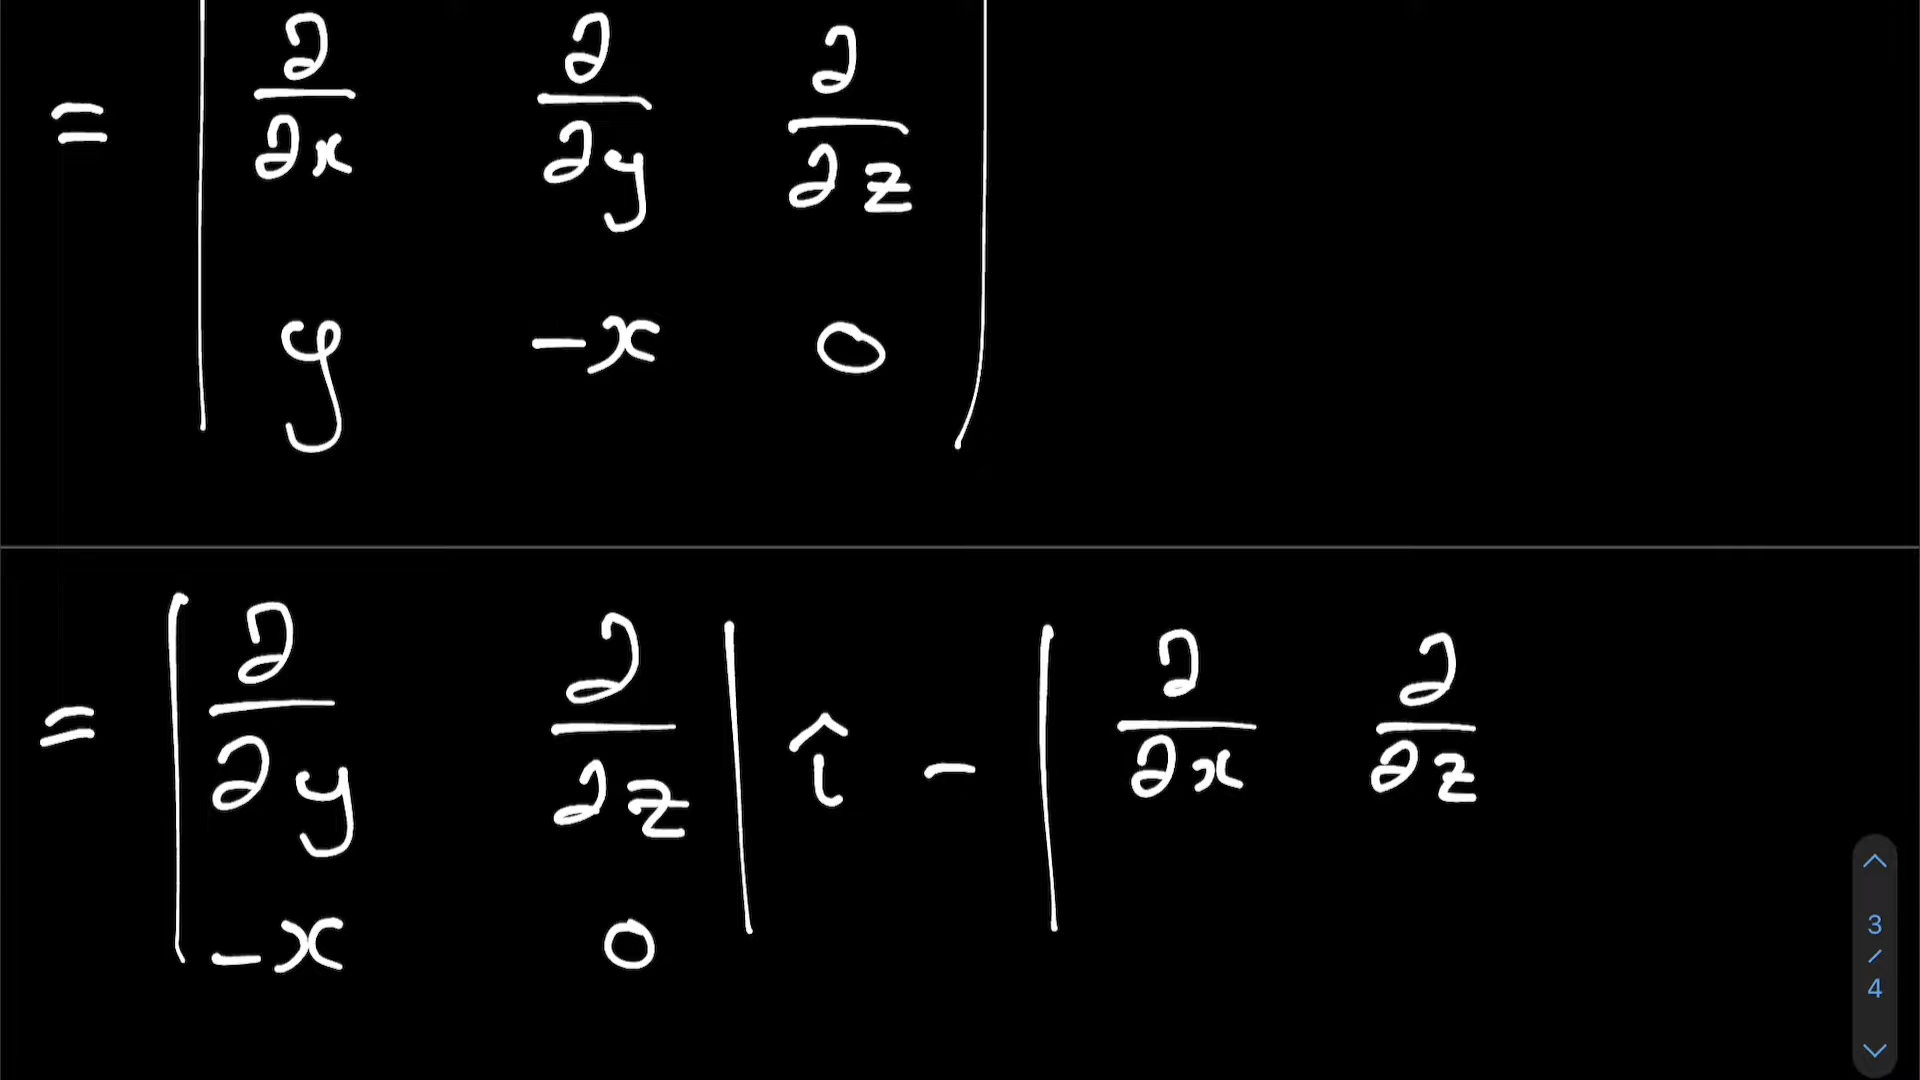 = | ∂/∂x ∂/∂y ∂/∂z |
y -x 0
= | ∂/∂y ∂/∂z | î - | ∂/∂x ∂/∂z
-x 0
3
/
4